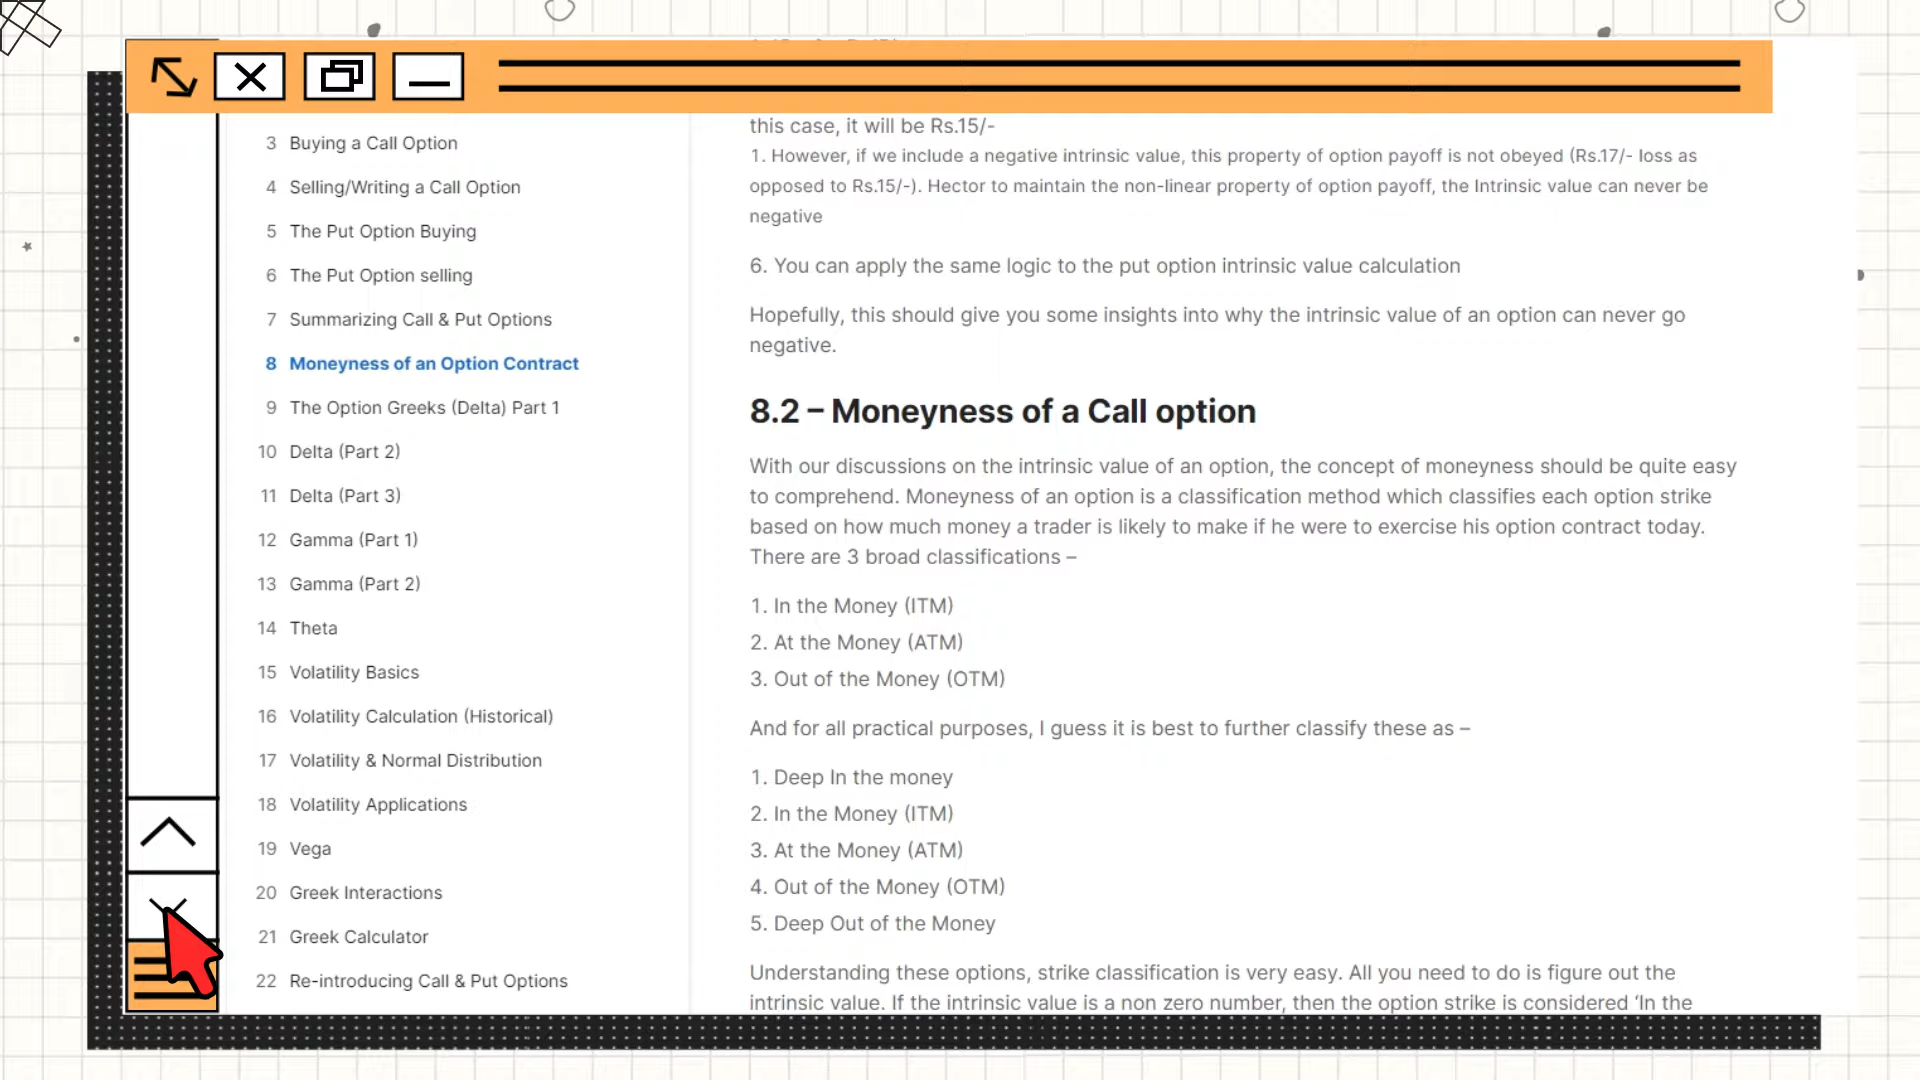 3 Buying a Call Option
4 Selling/Writing a Call Option
5 The Put Option Buying
6 The Put Option selling
7 Summarizing Call & Put Options
8 Moneyness of an Option Contract
9 The Option Greeks (Delta) Part 1
10 Delta (Part 2)
11 Delta (Part 3)
12 Gamma (Part 1)
13 Gamma (Part 2)
14 Theta
15 Volatility Basics
16 Volatility Calculation (Historical)
17 Volatility & Normal Distribution
18 Volatility Applications
19 Vega
20 Greek Interactions
21 Greek Calculator
22 Re-introducing Call & Put Options
this case, it will be Rs.15/-
1. However, if we include a negative intrinsic value, this property of option payoff is not obeyed (Rs.17/- loss as
opposed to Rs.15/-). Hector to maintain the non-linear property of option payoff, the Intrinsic value can never be
negative
6. You can apply the same logic to the put option intrinsic value calculation
Hopefully, this should give you some insights into why the intrinsic value of an option can never go
negative.
8.2 – Moneyness of a Call option
With our discussions on the intrinsic value of an option, the concept of moneyness should be quite easy
to comprehend. Moneyness of an option is a classification method which classifies each option strike
based on how much money a trader is likely to make if he were to exercise his option contract today.
There are 3 broad classifications –
1. In the Money (ITM)
2. At the Money (ATM)
3. Out of the Money (OTM)
And for all practical purposes, I guess it is best to further classify these as –
1. Deep In the money
2. In the Money (ITM)
3. At the Money (ATM)
4. Out of the Money (OTM)
5. Deep Out of the Money
Understanding these options, strike classification is very easy. All you need to do is figure out the
intrinsic value. If the intrinsic value is a non zero number, then the option strike is considered ‘In the